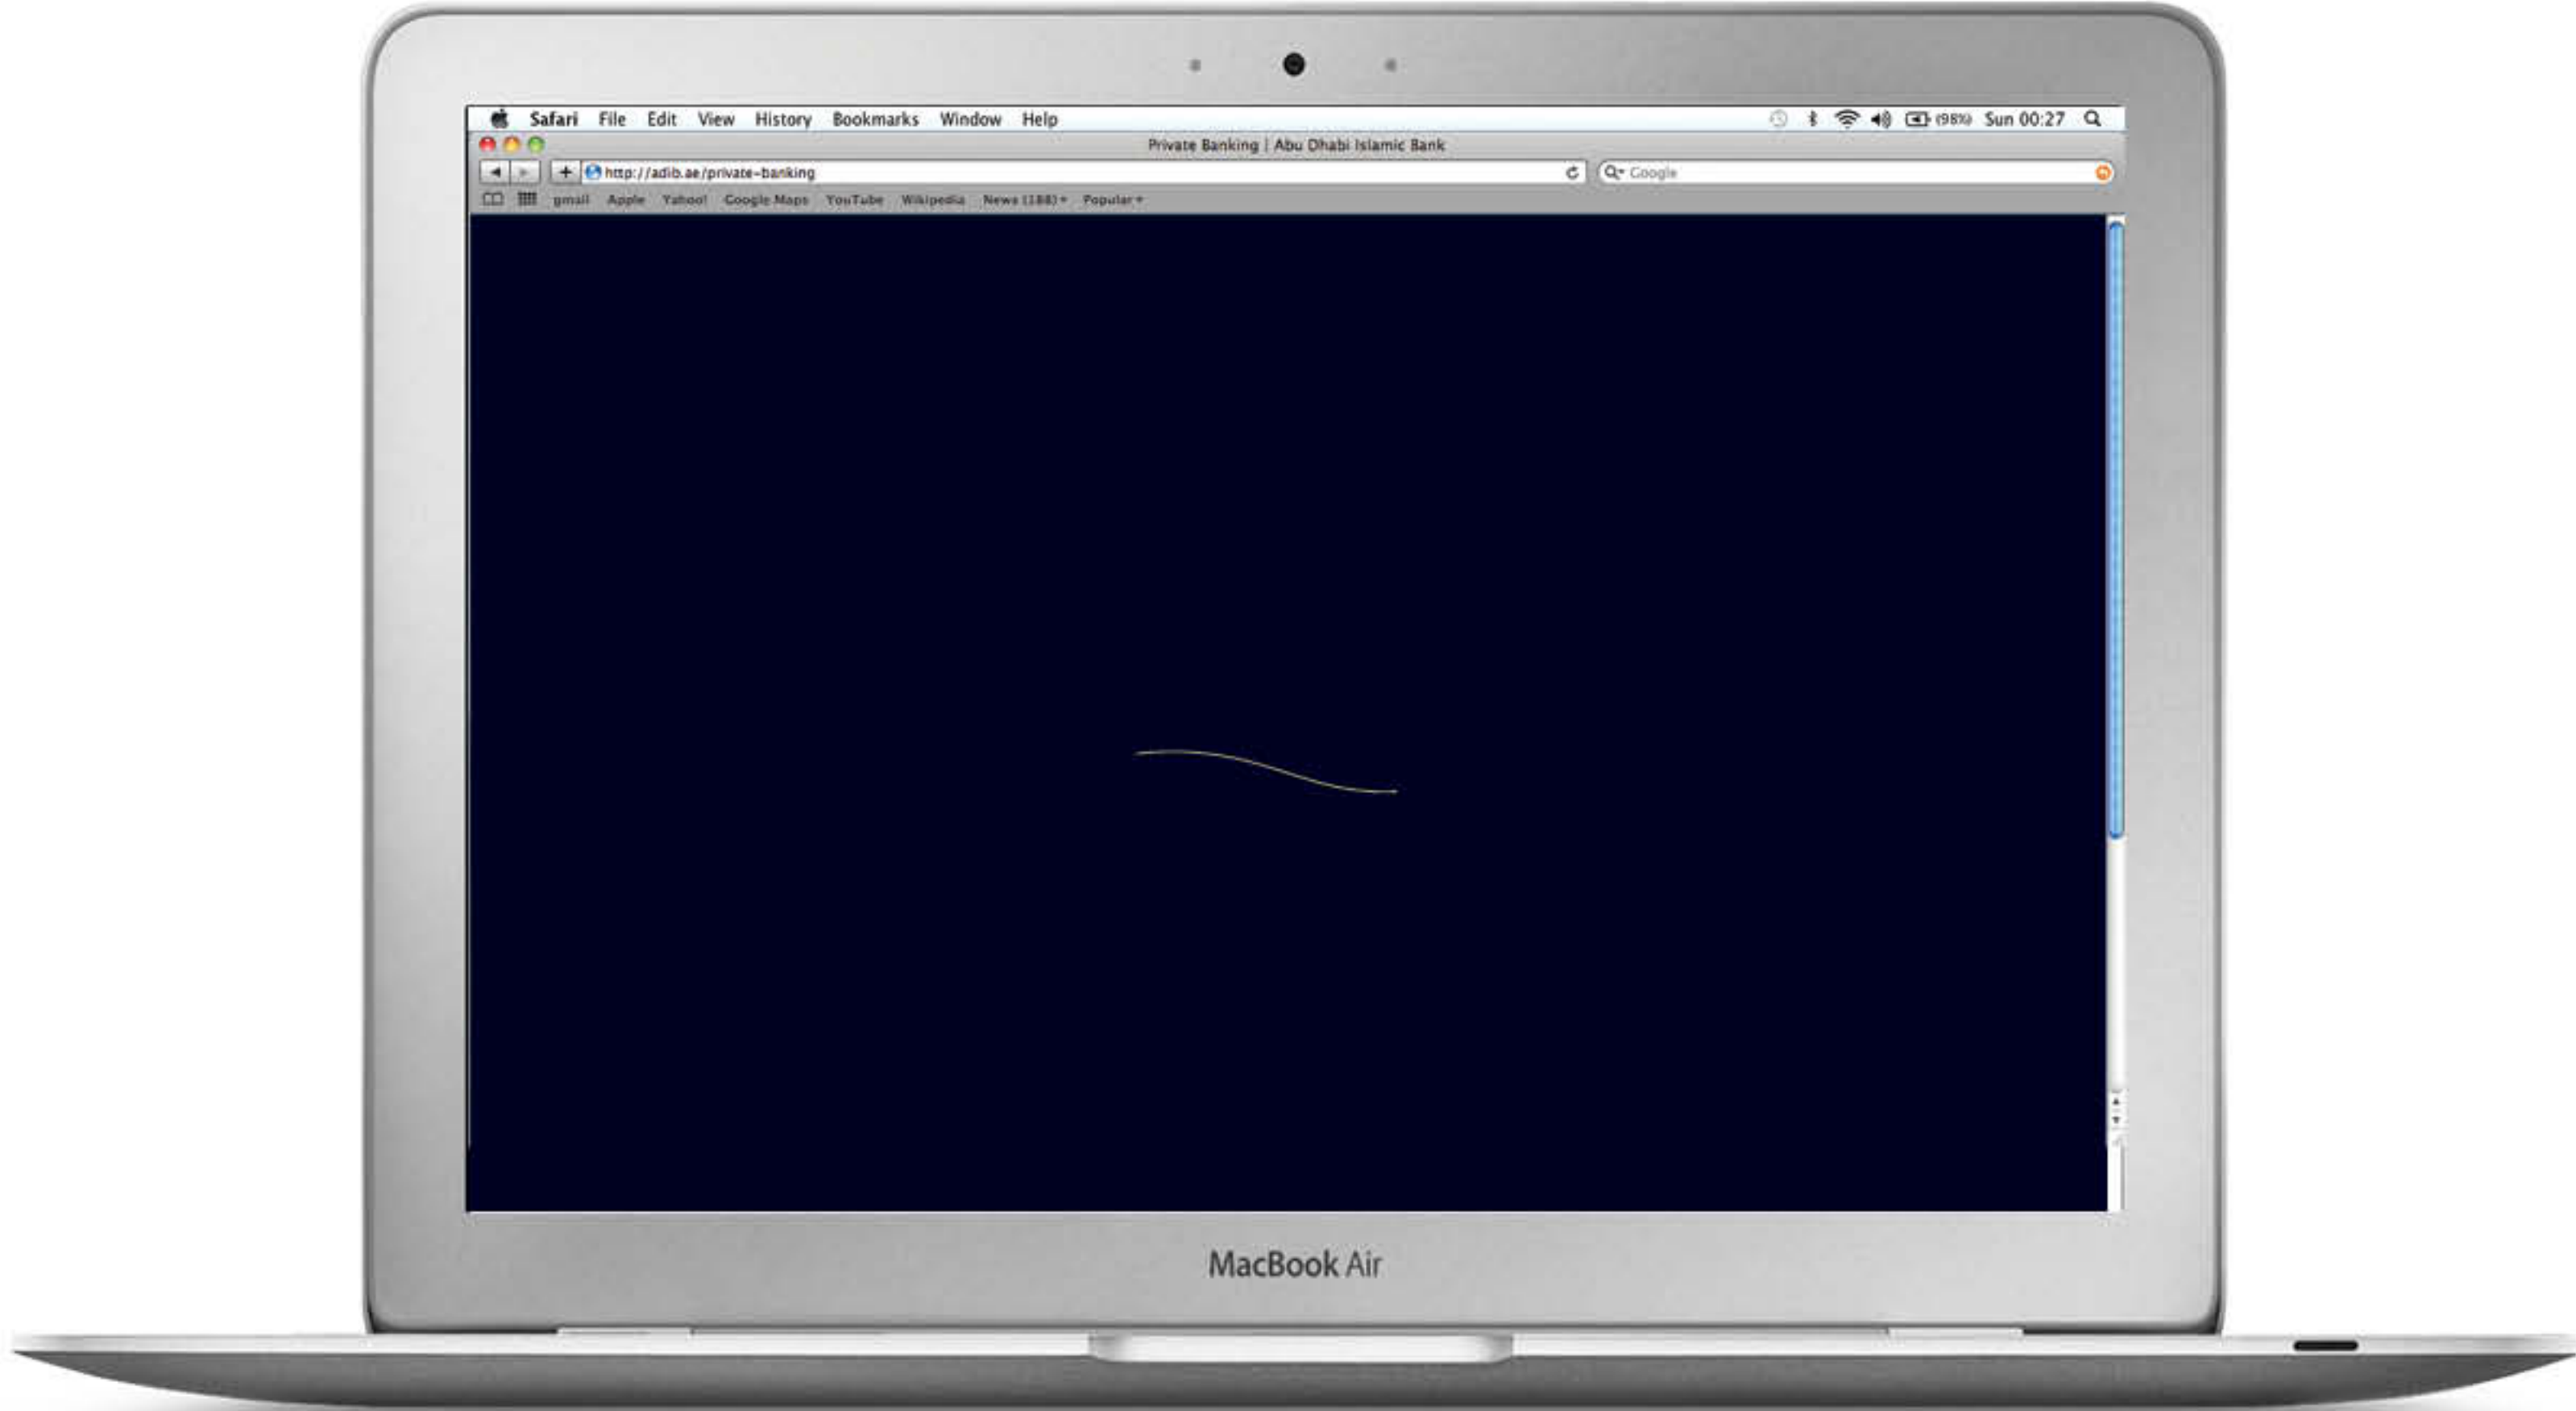 Safari File Edit View History Bookmarks Window Help (98%) Sun 00:27
Private Banking | Abu Dhabi Islamic Bank
http://adib.ae/private-banking Google
gmail Apple Yahoo! Google Maps YouTube Wikipedia News (188) Popular
MacBook Air